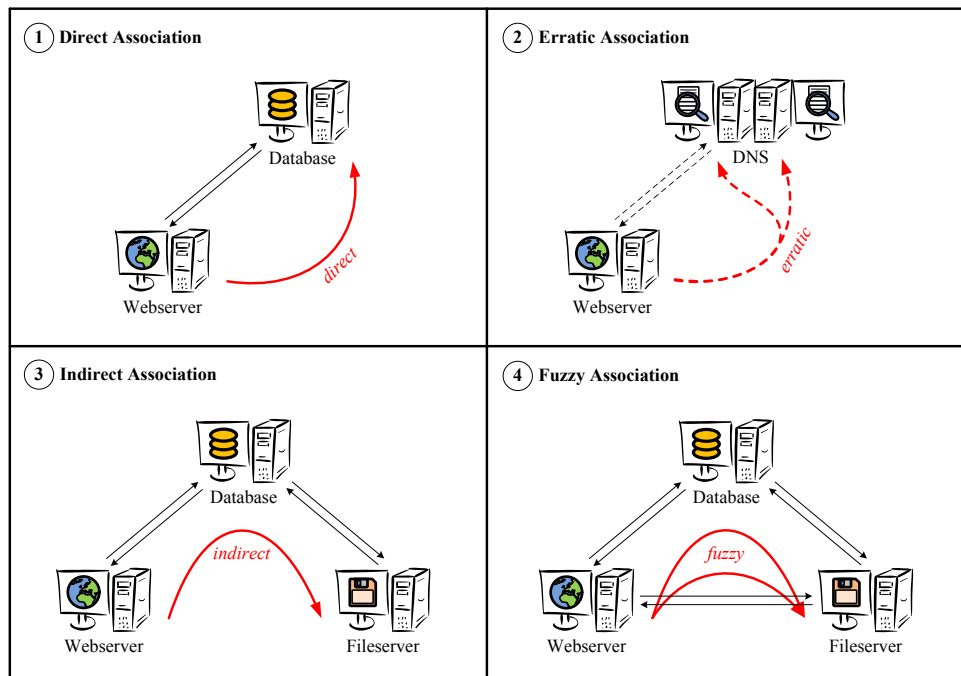 1 Direct Association
Database
Webserver
direct
2 Erratic Association
DNS
Webserver
erratic
3 Indirect Association
Database
indirect
Webserver
Fileserver
4 Fuzzy Association
Database
fuzzy
Webserver
Fileserver